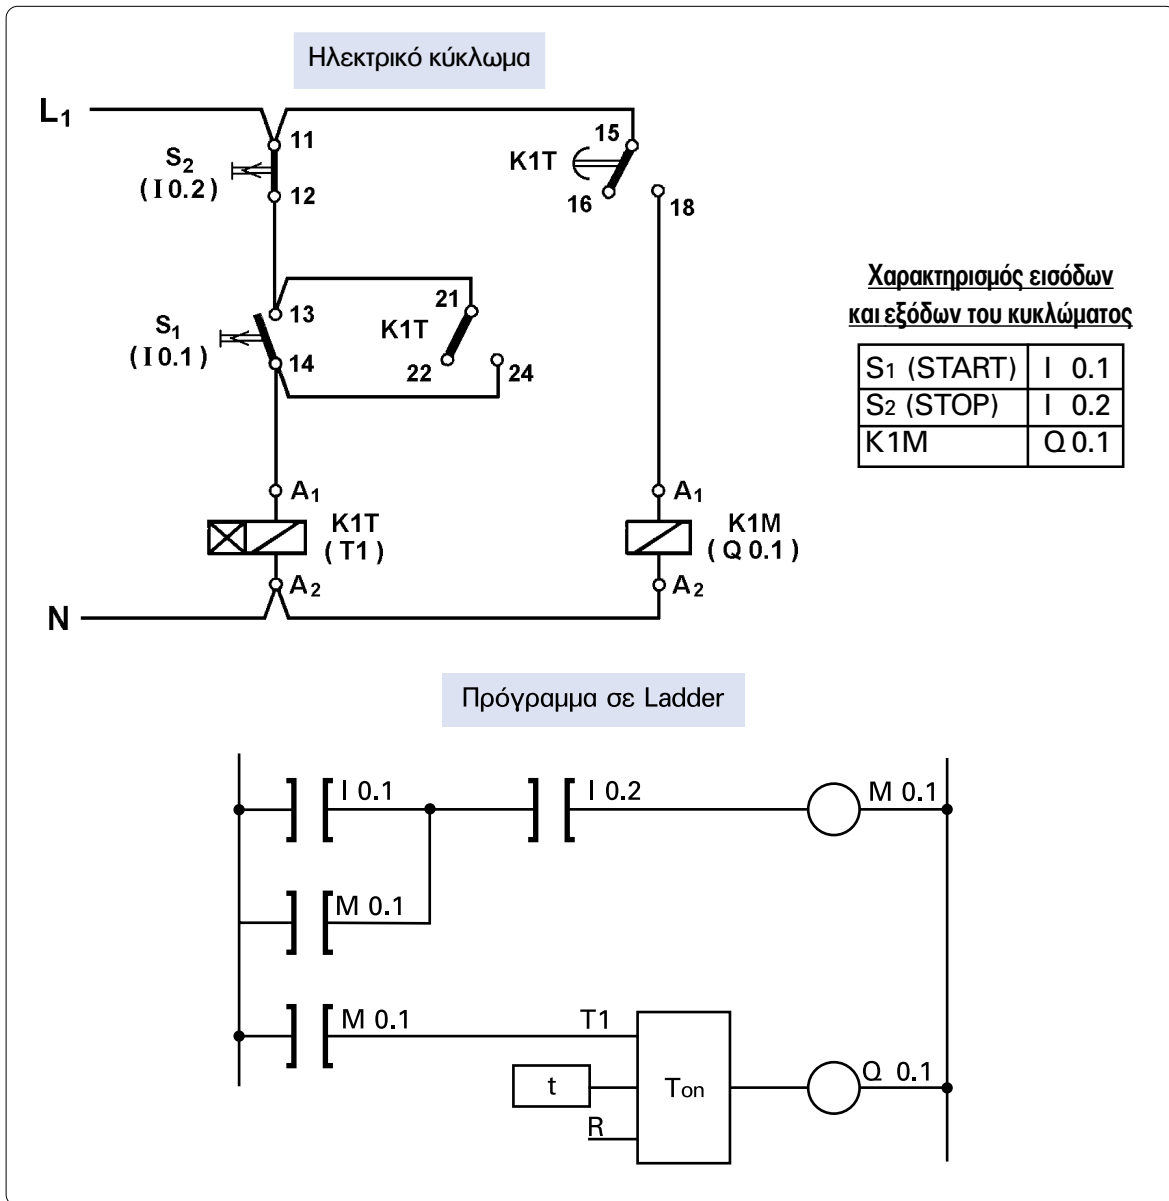 Ηλεκτρικό κύκλωμα
L1
11
15
S2
(I 0.2)
K1T
12
16
18
Χαρακτηρισμός εισόδων
και εξόδων του κυκλώματος
13
21
S1
(I 0.1)
K1T
14
22
24
S1 (START) I 0.1
S2 (STOP) I 0.2
K1M Q 0.1
A1
A1
K1T
(T1)
K1M
(Q 0.1)
A2
A2
N
Πρόγραμμα σε Ladder
I 0.1
I 0.2
M 0.1
M 0.1
M 0.1
T1
t
Ton
Q 0.1
R